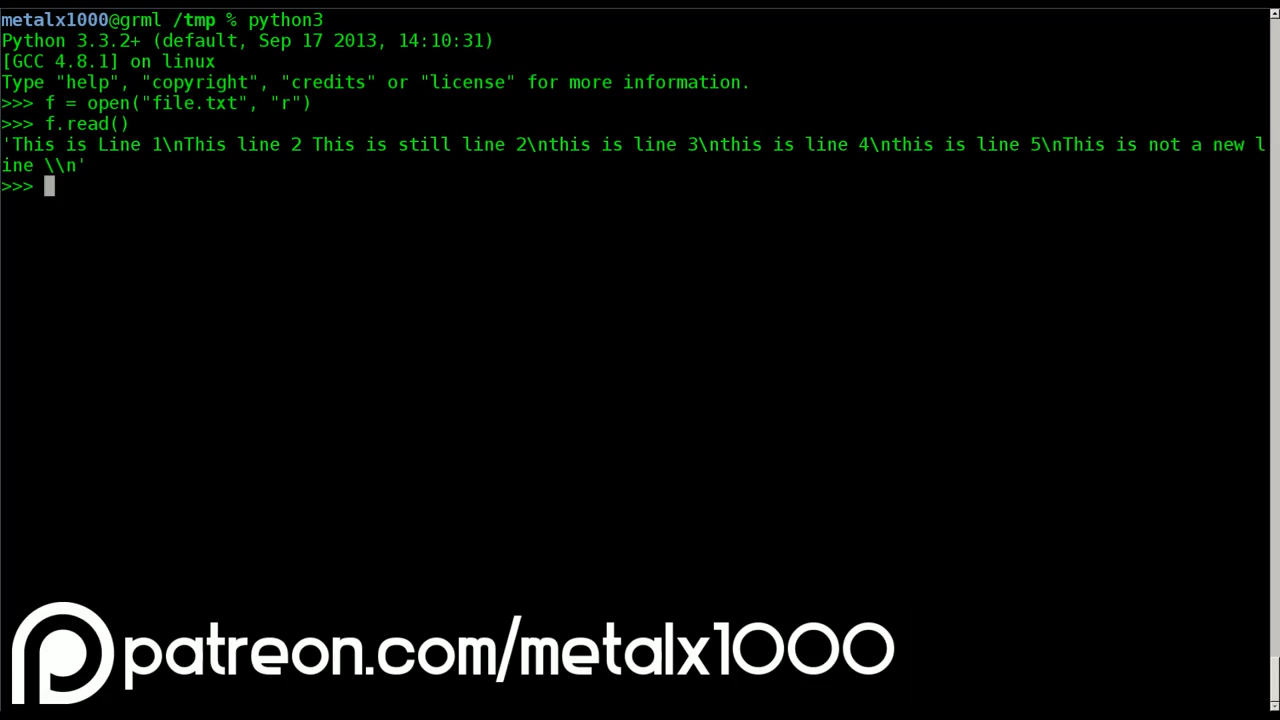 metalx1000@grml /tmp % python3
Python 3.3.2+ (default, Sep 17 2013, 14:10:31)
[GCC 4.8.1] on linux
Type "help", "copyright", "credits" or "license" for more information.
>>> f = open("file.txt", "r")
>>> f.read()
'This is Line 1\nThis line 2 This is still line 2\nthis is line 3\nthis is line 4\nthis is line 5\nThis is not a new l
ine \\n'
>>>
patreon.com/metalx1000